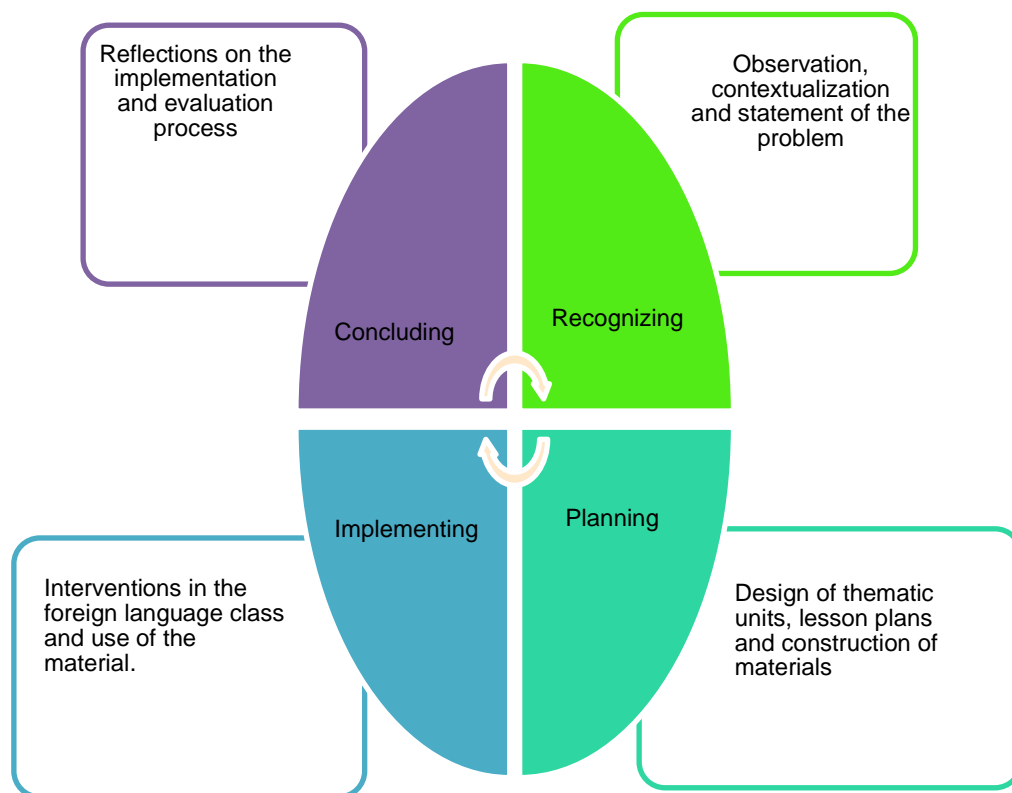 Reflections on the
implementation
and evaluation
process
Observation,
contextualization
and statement of the
problem
Concluding
Recognizing
Implementing
Planning
Interventions in the
foreign language class
and use of the
material.
Design of thematic
units, lesson plans
and construction of
materials